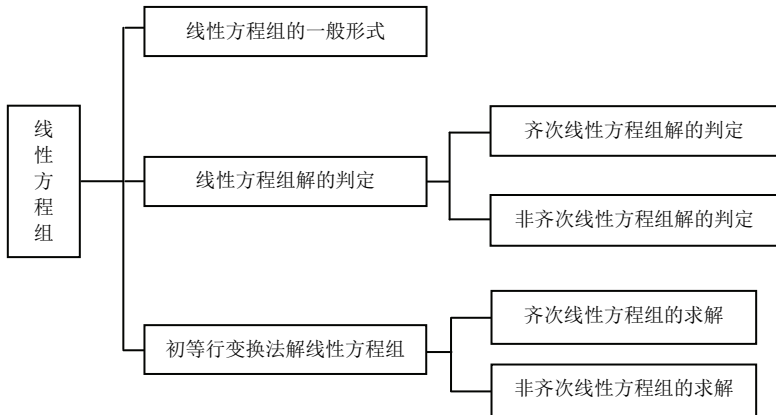 线性方程组的一般形式
线性方程组
线性方程组解的判定
齐次线性方程组解的判定
非齐次线性方程组解的判定
初等行变换法解线性方程组
齐次线性方程组的求解
非齐次线性方程组的求解